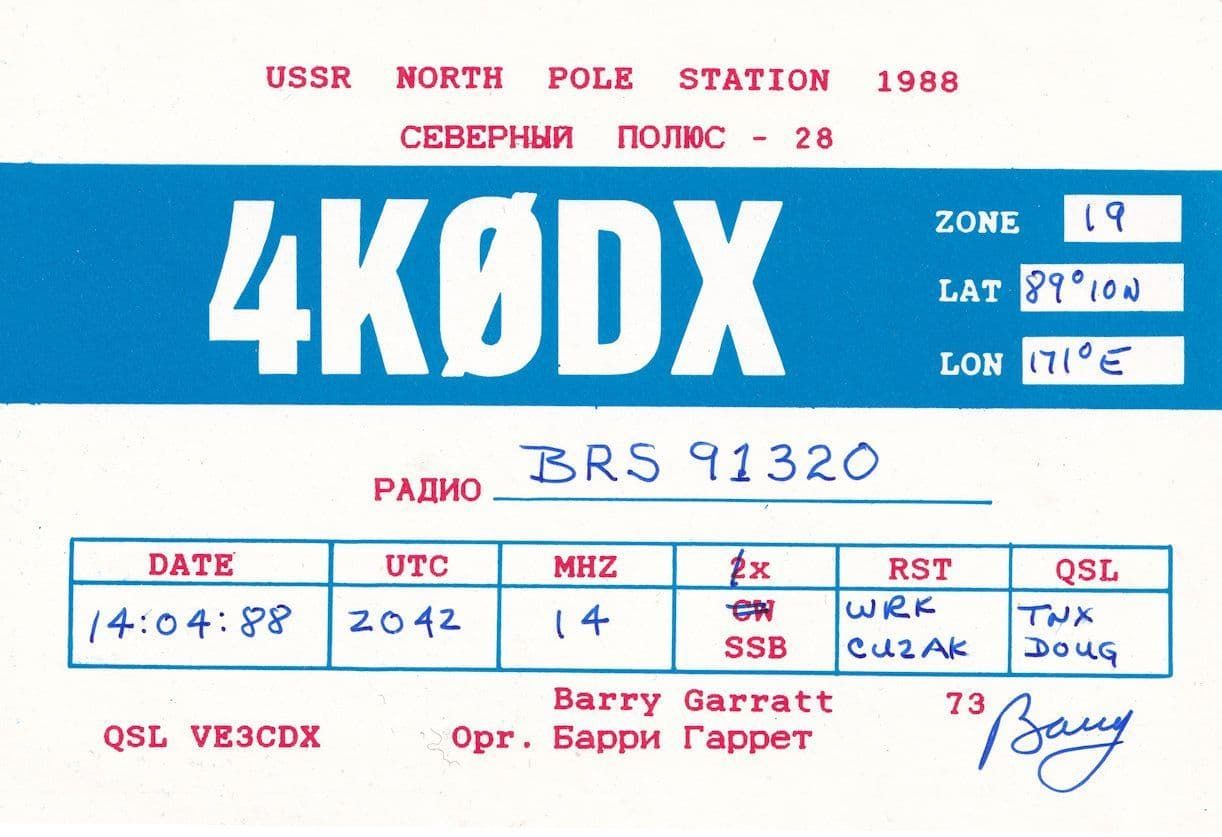 USSR NORTH POLE STATION 1988
СЕВЕРНЫЙ ПОЛЮС - 28
4KØDX
ZONE 19
LAT 89°10N
LON 171°E
РАДИО BRS 91320
DATE UTC MHZ 2x RST QSL
14:04:88 2042 14 CW SSB WRK CU2AK TNX DOUG
Barry Garratt 73 Barry
QSL VE3CDX Орг. Барри Гаррет